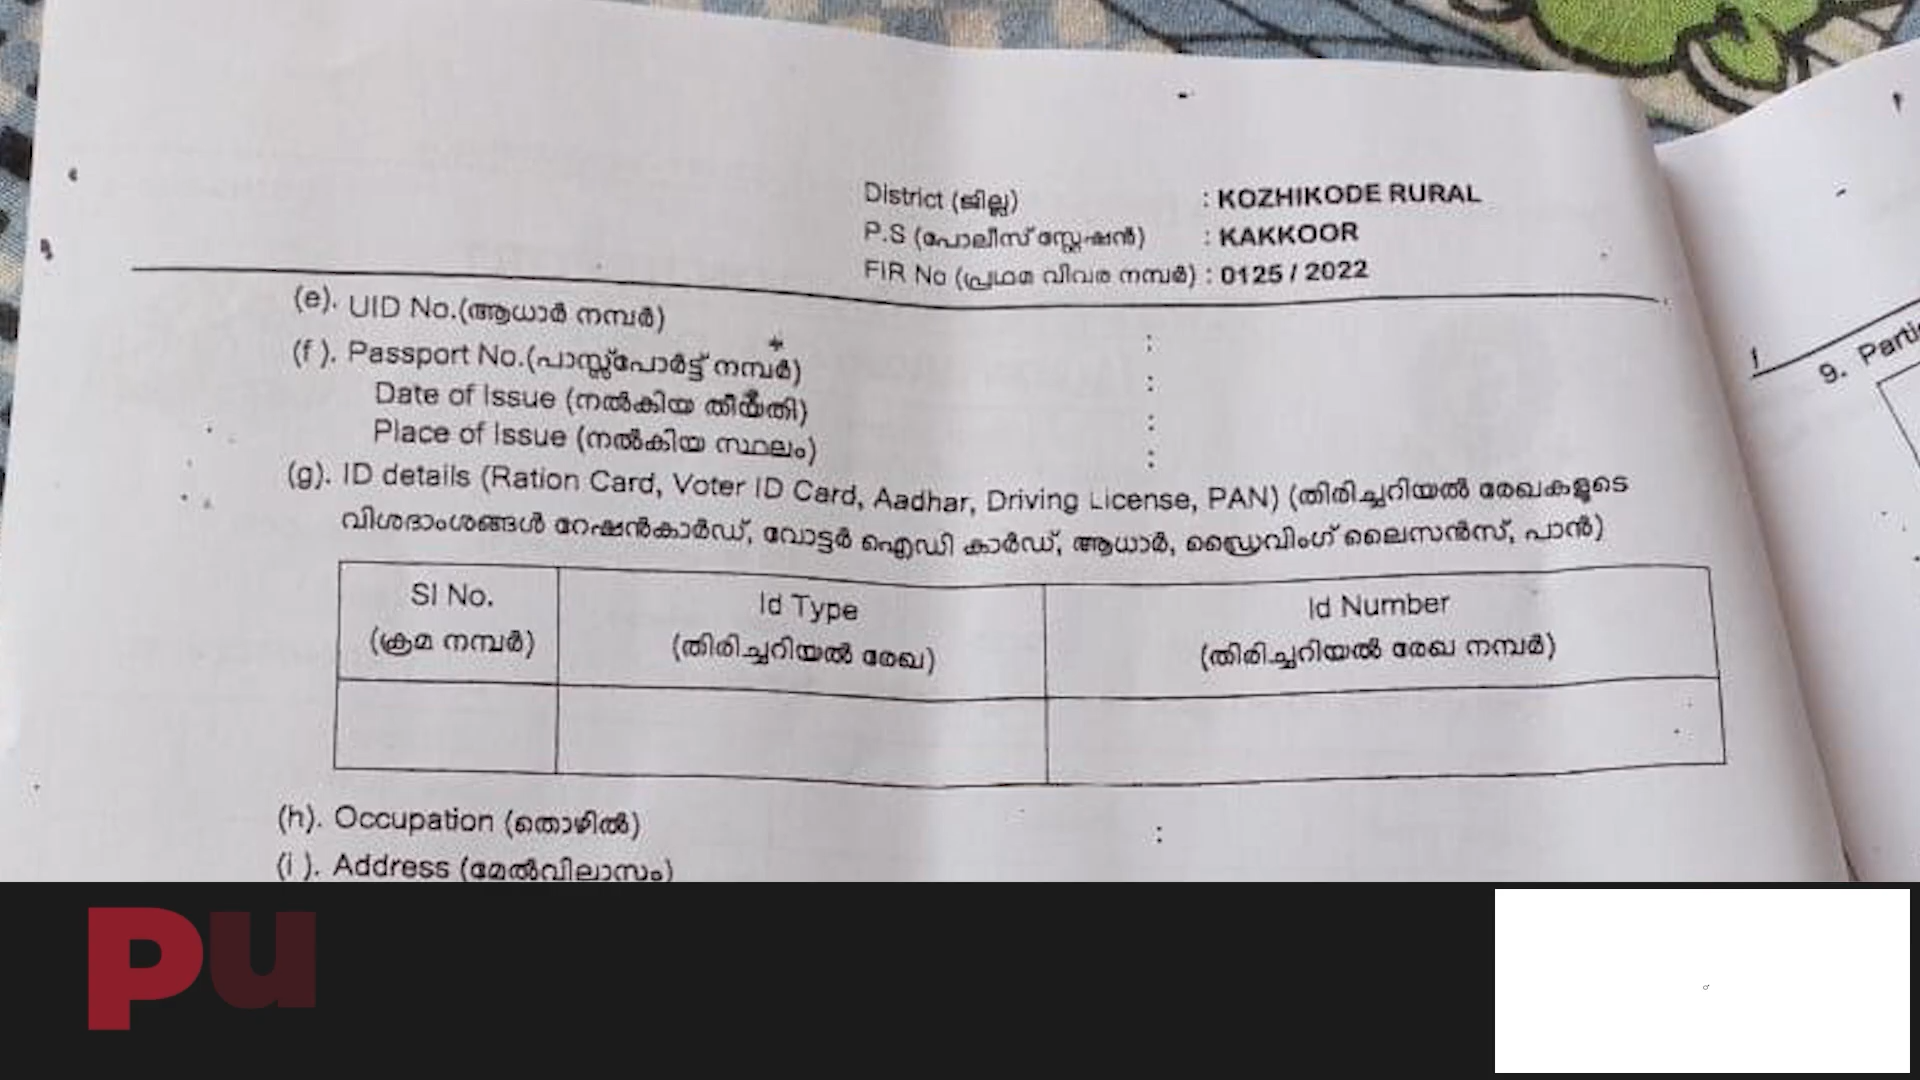 District (ജില്ല) : KOZHIKODE RURAL
P.S (പോലീസ് സ്റ്റേഷൻ) : KAKKOOR
FIR No (പ്രഥമ വിവര നമ്പർ) : 0125 / 2022
(e). UID No.(ആധാർ നമ്പർ) :
(f ). Passport No.(പാസ്സ്പോർട്ട് നമ്പർ) :
Date of Issue (നൽകിയ തീയ്യതി) :
Place of Issue (നൽകിയ സ്ഥലം) :
(g). ID details (Ration Card, Voter ID Card, Aadhar, Driving License, PAN) (തിരിച്ചറിയൽ രേഖകളുടെ
വിശദാംശങ്ങൾ റേഷൻകാർഡ്, വോട്ടർ ഐഡി കാർഡ്, ആധാർ, ഡ്രൈവിംഗ് ലൈസൻസ്, പാൻ)
Sl No. Id Type Id Number
(ക്രമ നമ്പർ) (തിരിച്ചറിയൽ രേഖ) (തിരിച്ചറിയൽ രേഖ നമ്പർ)
(h). Occupation (തൊഴിൽ) :
(i ). Address (മേൽവിലാസം)
9.
pu